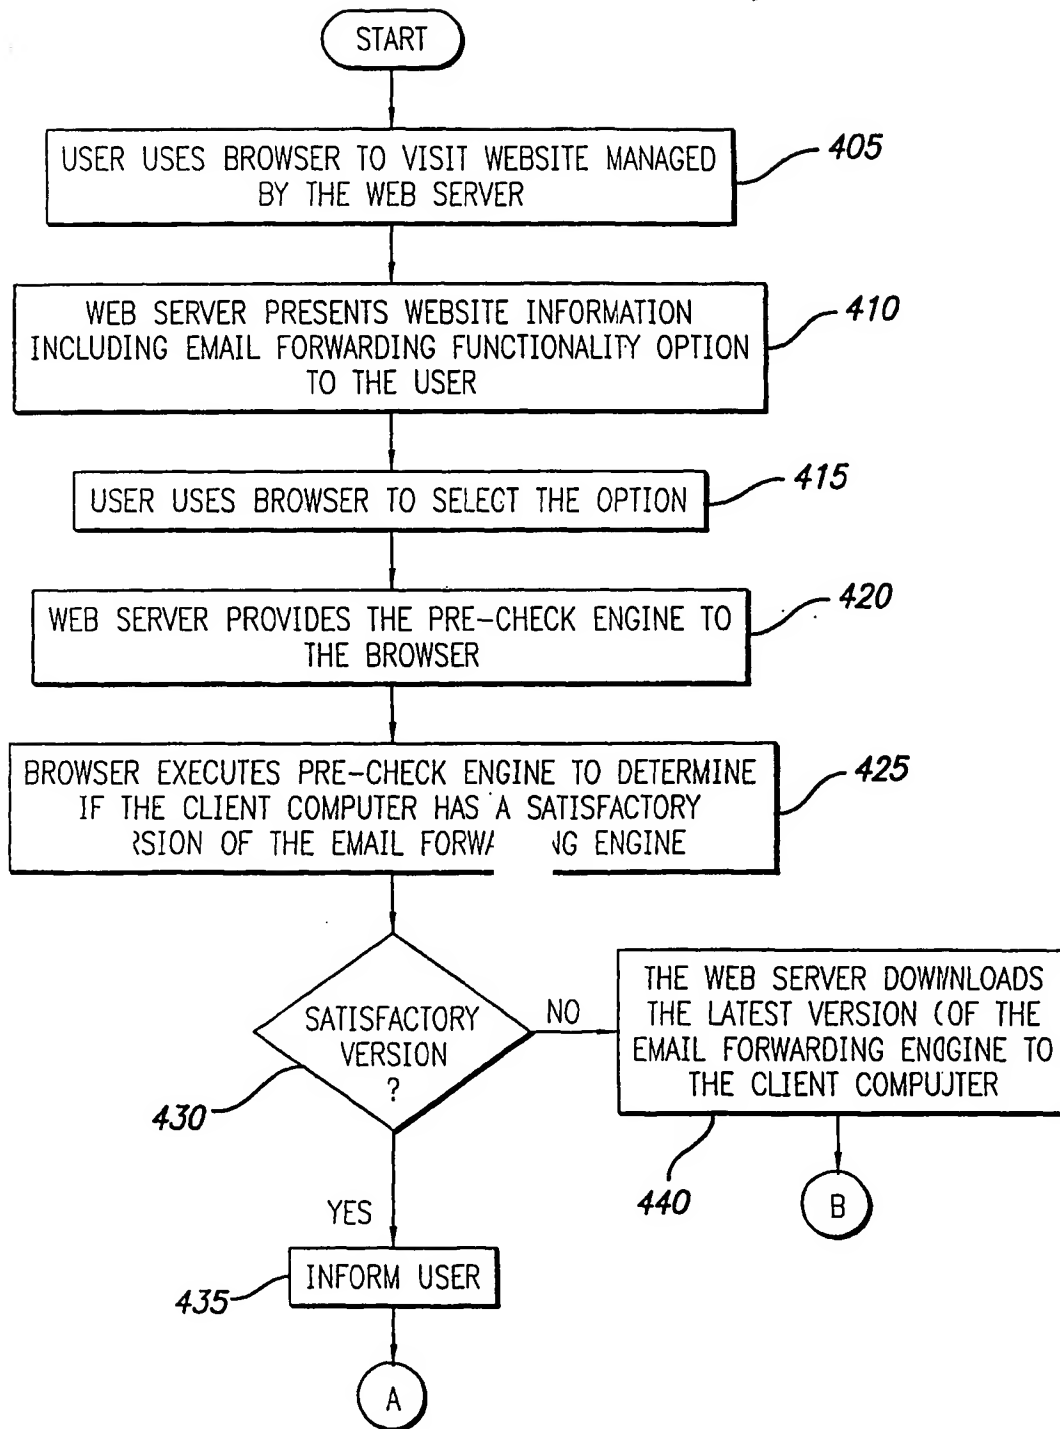 START
USER USES BROWSER TO VISIT WEBSITE MANAGED
BY THE WEB SERVER
405
WEB SERVER PRESENTS WEBSITE INFORMATION
INCLUDING EMAIL FORWARDING FUNCTIONALITY OPTION
TO THE USER
410
USER USES BROWSER TO SELECT THE OPTION
415
WEB SERVER PROVIDES THE PRE-CHECK ENGINE TO
THE BROWSER
420
BROWSER EXECUTES PRE-CHECK ENGINE TO DETERMINE
IF THE CLIENT COMPUTER HAS A SATISFACTORY
OF THE EMAIL ENGINE
425
SATISFACTORY
VERSION
?
430
NO
THE WEB SERVER DOWNLOADS
THE LATEST VERSION OF THE
EMAIL FORWARDING ENGINE TO
THE CLIENT COMPUTER
440
B
YES
INFORM USER
435
A